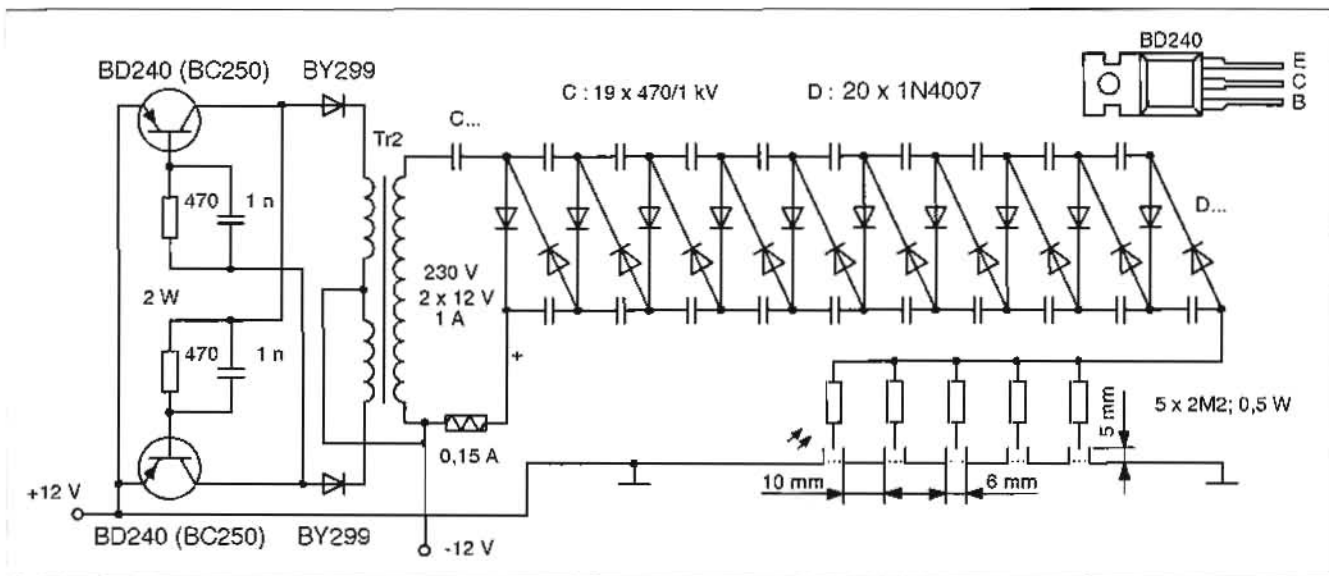 BD240
E
C
B
BD240 (BC250)
BY299
C : 19 x 470/1 kV
D : 20 x 1N4007
C...
Tr2
470
1 n
D...
230 V
2 x 12 V
1 A
2 W
470
1 n
+
0,15 A
5 mm
5 x 2M2; 0,5 W
10 mm
6 mm
+12 V
BD240 (BC250)
BY299
-12 V